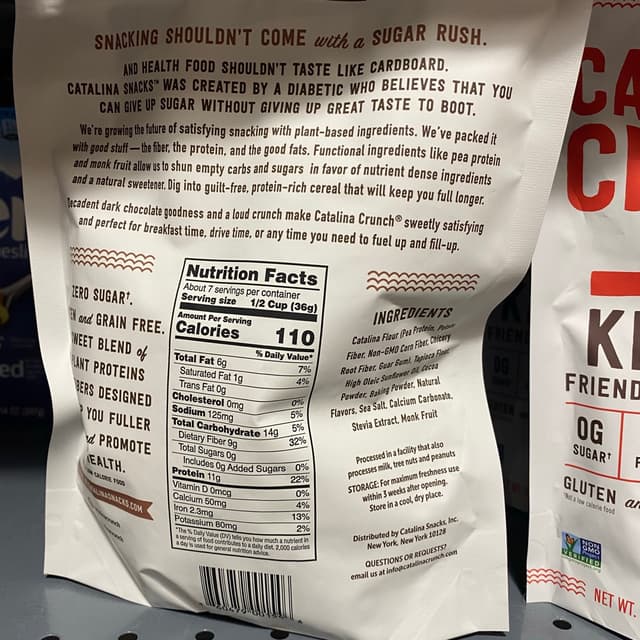 SNACKING SHOULDN'T COME with a SUGAR RUSH.
AND HEALTH FOOD SHOULDN'T TASTE LIKE CARDBOARD.
CATALINA SNACKS™ WAS CREATED BY A DIABETIC WHO BELIEVES THAT YOU
CAN GIVE UP SUGAR WITHOUT GIVING UP GREAT TASTE TO BOOT.
We're growing the future of satisfying snacking with plant-based ingredients. We've packed it
with good stuff — the fiber, the protein, and the good fats. Functional ingredients like pea protein
and monk fruit allow us to shun empty carbs and sugars in favor of nutrient dense ingredients
and a natural sweetener. Dig into guilt-free, protein-rich cereal that will keep you full longer.
Decadent dark chocolate goodness and a loud crunch make Catalina Crunch® sweetly satisfying
and perfect for breakfast time, drive time, or any time you need to fuel up and fill-up.
ZERO SUGAR†.
and GRAIN FREE.
SWEET BLEND of
PLANT PROTEINS
DESIGNED
YOU FULLER
PROMOTE
HEALTH.
CALORIE FOOD
Nutrition Facts
About 7 servings per container
Serving size 1/2 Cup (36g)
Amount Per Serving
Calories 110
% Daily Value*
Total Fat 6g 7%
Saturated Fat 1g 4%
Trans Fat 0g
Cholesterol 0mg 0%
Sodium 125mg 5%
Total Carbohydrate 14g 5%
Dietary Fiber 9g 32%
Total Sugars 0g
Includes 0g Added Sugars 0%
Protein 11g 22%
Vitamin D 0mcg 0%
Calcium 50mg 4%
Iron 2.3mg 13%
Potassium 80mg 2%
*The % Daily Value (DV) tells you how much a nutrient in
a serving of food contributes to a daily diet. 2,000 calories
a day is used for general nutrition advice.
INGREDIENTS
Catalina Flour (Pea Protein, Potato
Fiber, Non-GMO Corn Fiber, Chicory
Root Fiber, Guar Gum), Tapioca Flour,
High Oleic Sunflower Oil, Cocoa
Powder, Baking Powder, Natural
Flavors, Sea Salt, Calcium Carbonate,
Stevia Extract, Monk Fruit
Processed in a facility that also
processes milk, tree nuts and peanuts
STORAGE: For maximum freshness use
within 3 weeks after opening.
Store in a cool, dry place.
Distributed by Catalina Snacks, Inc.
New York, New York 10128
QUESTIONS OR REQUESTS?
email us at info@catalinacrunch.com
CA
C
KE
FRIEND
0G
SUGAR†
GLUTEN an
*Not a low calorie food
NON
GMO
VERIFIED
NET WT.